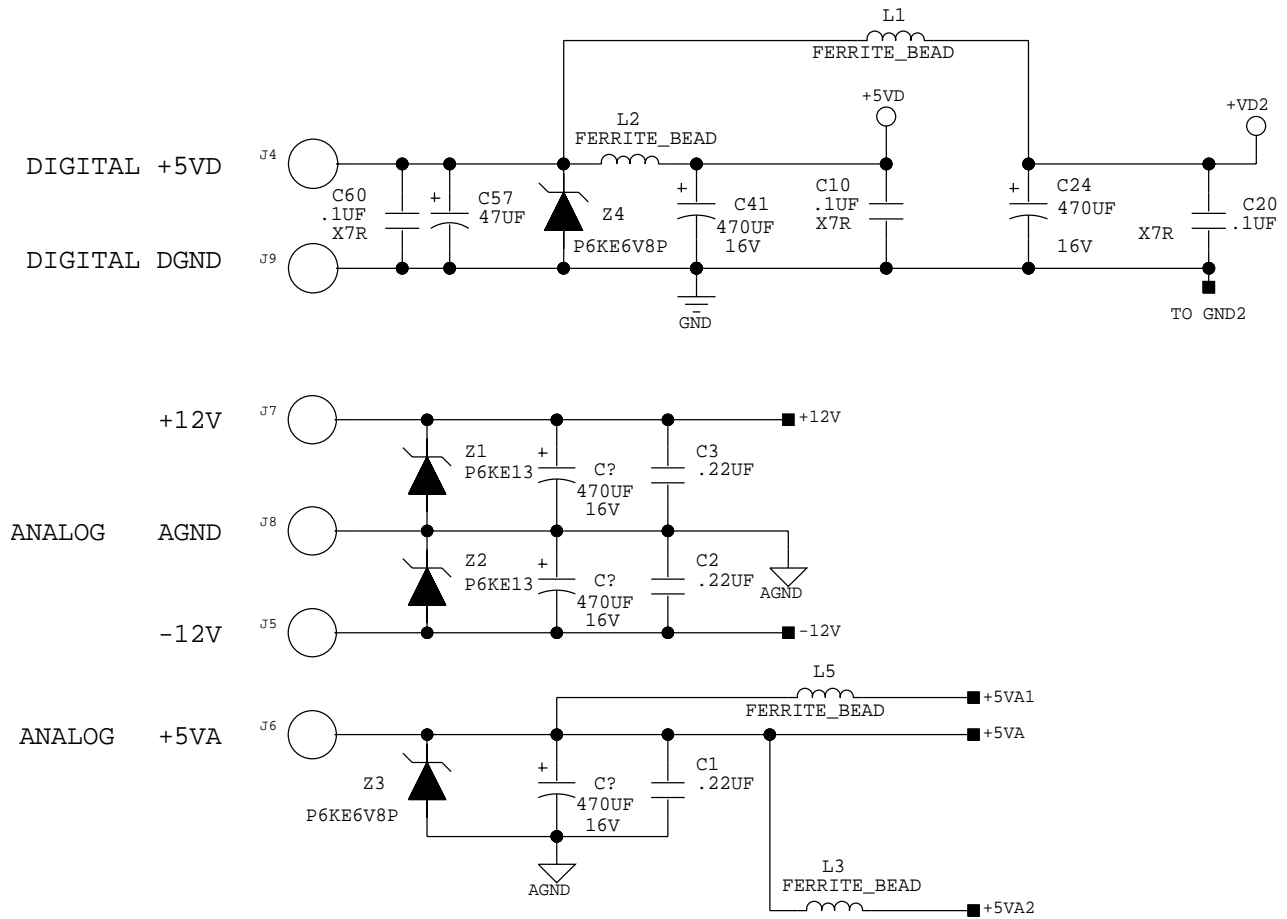 L1
FERRITE_BEAD
+5VD
+VD2
L2
FERRITE_BEAD
DIGITAL +5VD
J4
C60
.1UF
X7R
+
C57
47UF
Z4
P6KE6V8P
+
C41
470UF
16V
C10
.1UF
X7R
+
C24
470UF
16V
X7R
C20
.1UF
DIGITAL DGND
J9
GND
TO GND2
+12V
J7
+12V
Z1
P6KE13
+
C?
470UF
16V
C3
.22UF
ANALOG AGND
J8
Z2
P6KE13
+
C?
470UF
16V
C2
.22UF
AGND
-12V
J5
-12V
L5
FERRITE_BEAD
+5VA1
ANALOG +5VA
J6
+5VA
Z3
P6KE6V8P
+
C?
470UF
16V
C1
.22UF
AGND
L3
FERRITE_BEAD
+5VA2